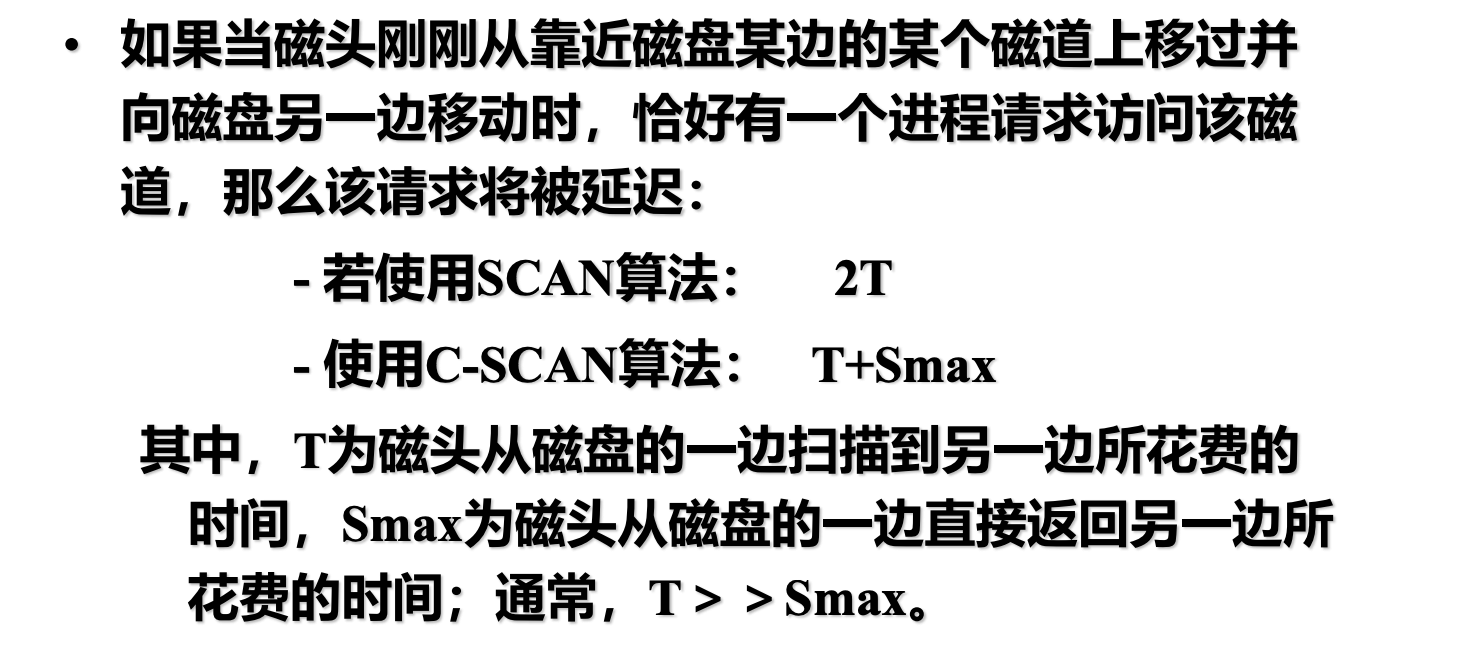 • 如果当磁头刚刚从靠近磁盘某边的某个磁道上移过并
向磁盘另一边移动时，恰好有一个进程请求访问该磁
道，那么该请求将被延迟：
- 若使用SCAN算法： 2T
- 使用C-SCAN算法： T+Smax
其中，T为磁头从磁盘的一边扫描到另一边所花费的
时间，Smax为磁头从磁盘的一边直接返回另一边所
花费的时间；通常，T＞＞Smax。